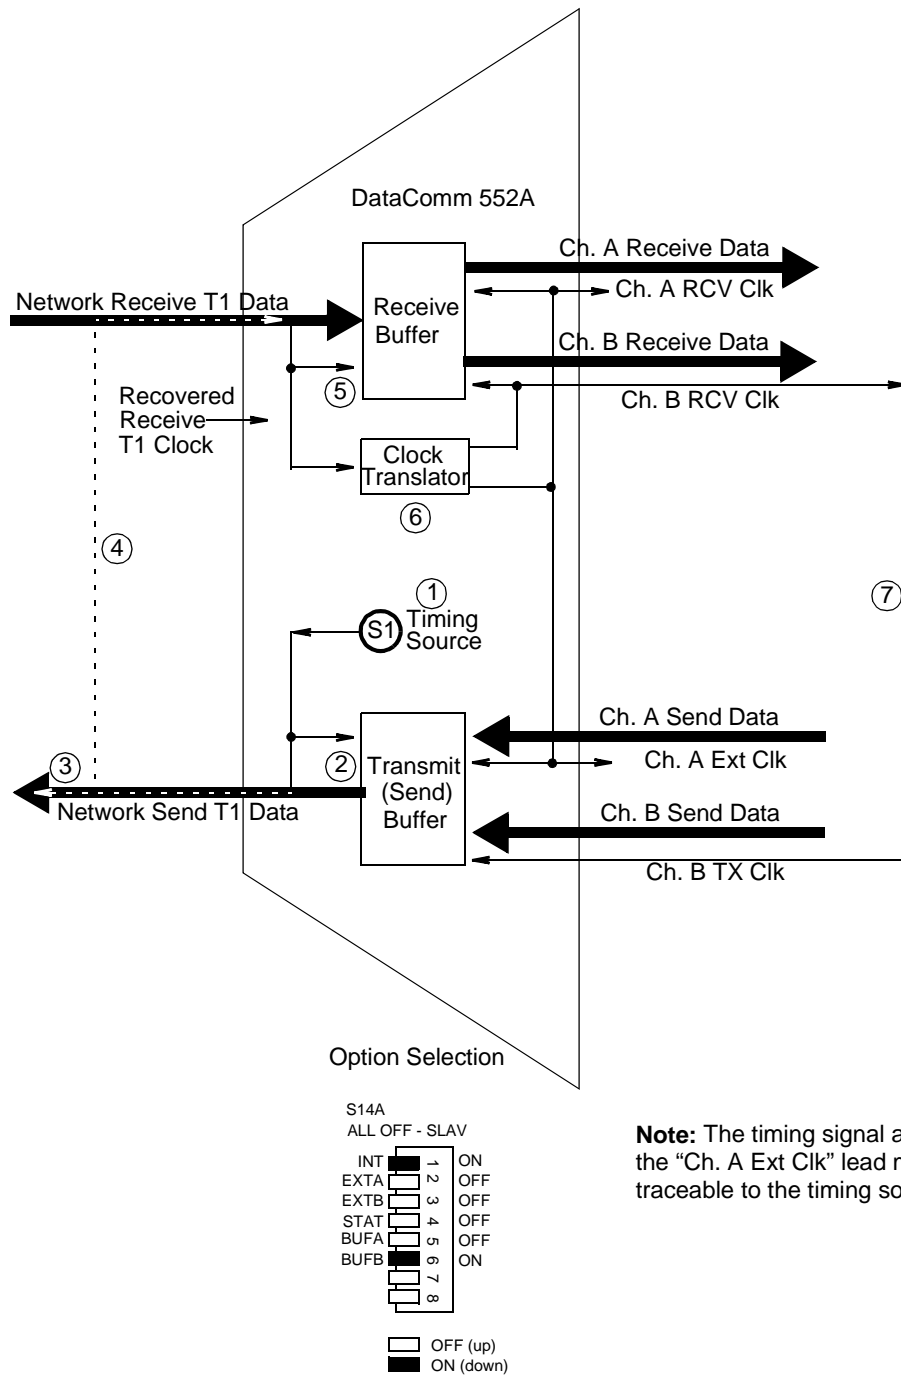 DataComm 552A
Ch. A Receive Data
Network Receive T1 Data
Ch. A RCV Clk
Receive
Buffer
Ch. B Receive Data
5
Recovered
Receive
T1 Clock
Ch. B RCV Clk
Clock
Translator
6
4
1
7
S1
Timing
Source
Ch. A Send Data
3
2
Transmit
(Send)
Buffer
Ch. A Ext Clk
Network Send T1 Data
Ch. B Send Data
Ch. B TX Clk
Option Selection
S14A
ALL OFF - SLAV
INT 1 ON
EXTA 2 OFF
EXTB 3 OFF
STAT 4 OFF
BUFA 5 OFF
BUFB 6 ON
7
8
OFF (up)
ON (down)
Note: The timing signal a
the “Ch. A Ext Clk” lead
traceable to the timing so